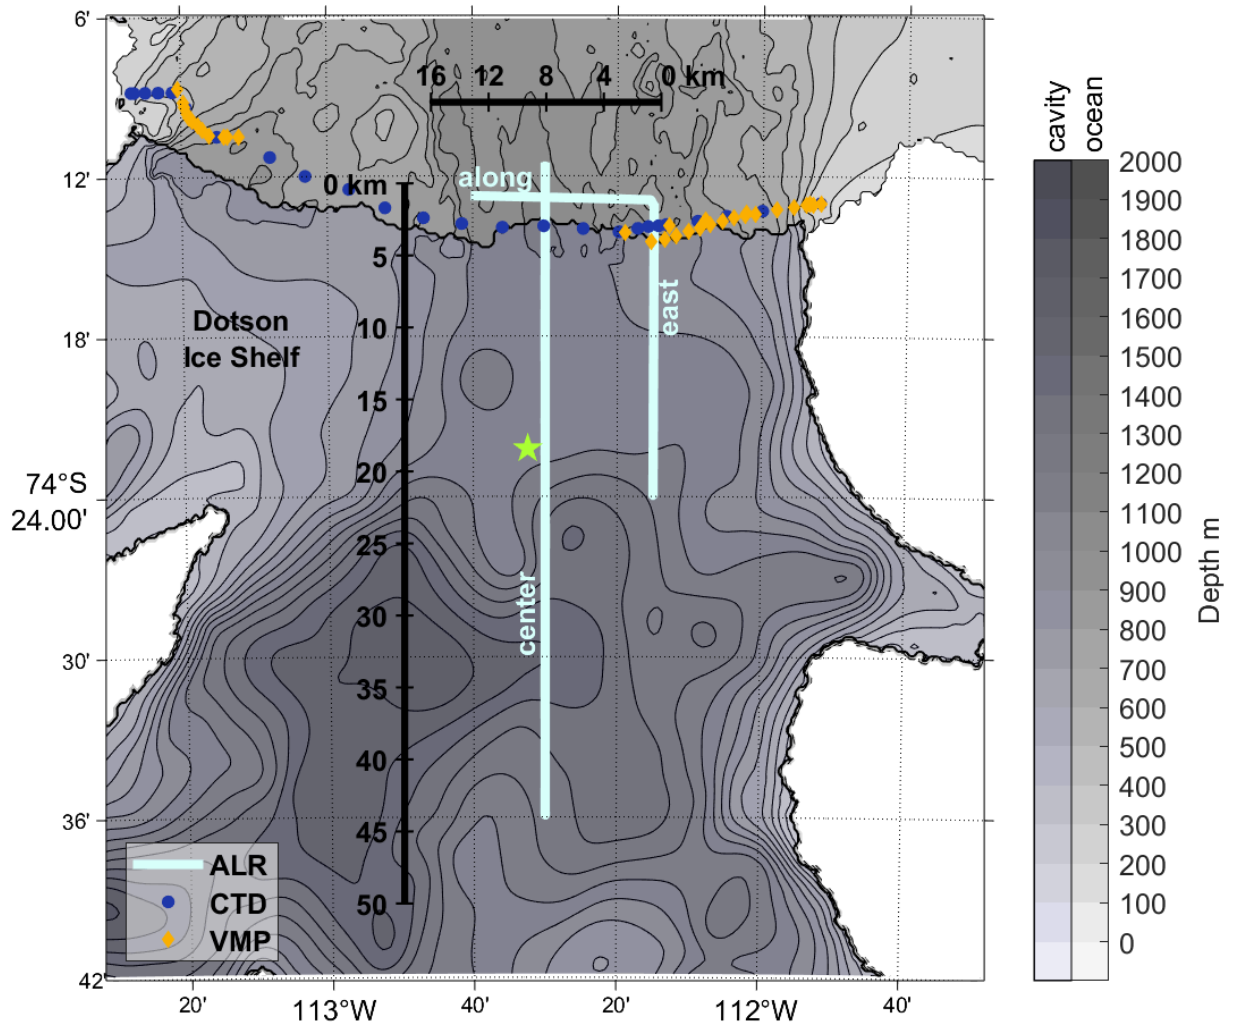 6'
12'
18'
74°S
24.00'
30'
36'
42'
16 12 8 4 0 km
0 km
5
10
15
20
25
30
35
40
45
50
along
east
center
Dotson
Ice Shelf
ALR
CTD
VMP
20'
113°W
40'
20'
112°W
40'
cavity
ocean
2000
1900
1800
1700
1600
1500
1400
1300
1200
1100
1000
900
800
700
600
500
400
300
200
100
0
Depth m